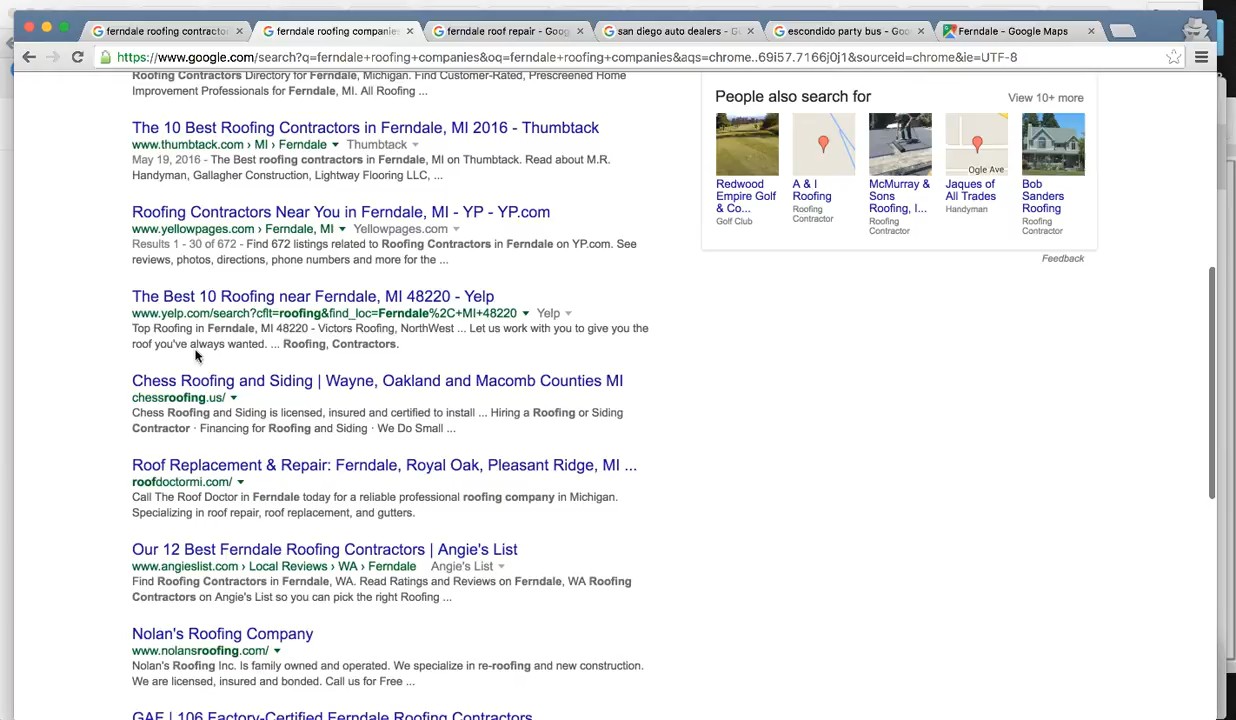 ferndale roofing contractor
ferndale roofing companies
ferndale roof repair - Goog
san diego auto dealers - G
escondido party bus - Goo
Ferndale - Google Maps
https://www.google.com/search?q=ferndale+roofing+companies&oq=ferndale+roofing+companies&aqs=chrome..69i57.7166j0j1&sourceid=chrome&ie=UTF-8
Roofing Contractors Directory for Ferndale, Michigan. Find Customer-Rated, Prescreened Home
Improvement Professionals for Ferndale, MI. All Roofing ...
The 10 Best Roofing Contractors in Ferndale, MI 2016 - Thumbtack
www.thumbtack.com › MI › Ferndale ▼ Thumbtack ▼
May 19, 2016 - The Best roofing contractors in Ferndale, MI on Thumbtack. Read about M.R.
Handyman, Gallagher Construction, Lightway Flooring LLC, ...
Roofing Contractors Near You in Ferndale, MI - YP - YP.com
www.yellowpages.com › Ferndale, MI ▼ Yellowpages.com ▼
Results 1 - 30 of 672 - Find 672 listings related to Roofing Contractors in Ferndale on YP.com. See
reviews, photos, directions, phone numbers and more for the ...
The Best 10 Roofing near Ferndale, MI 48220 - Yelp
www.yelp.com/search?cflt=roofing&find_loc=Ferndale%2C+MI+48220 ▼ Yelp ▼
Top Roofing in Ferndale, MI 48220 - Victors Roofing, NorthWest ... Let us work with you to give you the
roof you've always wanted. ... Roofing, Contractors.
Chess Roofing and Siding | Wayne, Oakland and Macomb Counties MI
chessroofing.us/ ▼
Chess Roofing and Siding is licensed, insured and certified to install ... Hiring a Roofing or Siding
Contractor · Financing for Roofing and Siding · We Do Small ...
Roof Replacement & Repair: Ferndale, Royal Oak, Pleasant Ridge, MI ...
roofdoctormi.com/ ▼
Call The Roof Doctor in Ferndale today for a reliable professional roofing company in Michigan.
Specializing in roof repair, roof replacement, and gutters.
Our 12 Best Ferndale Roofing Contractors | Angie's List
www.angieslist.com › Local Reviews › WA › Ferndale Angie's List ▼
Find Roofing Contractors in Ferndale, WA. Read Ratings and Reviews on Ferndale, WA Roofing
Contractors on Angie's List so you can pick the right Roofing ...
Nolan's Roofing Company
www.nolansroofing.com/ ▼
Nolan's Roofing Inc. Is family owned and operated. We specialize in re-roofing and new construction.
We are licensed, insured and bonded. Call us for Free ...
GAF | 106 Factory-Certified Ferndale Roofing Contractors
People also search for
View 10+ more
Ogle Ave
Redwood
Empire Golf
& Co...
Golf Club
A & I
Roofing
Roofing
Contractor
McMurray &
Sons
Roofing, I...
Roofing
Contractor
Jaques of
All Trades
Handyman
Bob
Sanders
Roofing
Roofing
Contractor
Feedback